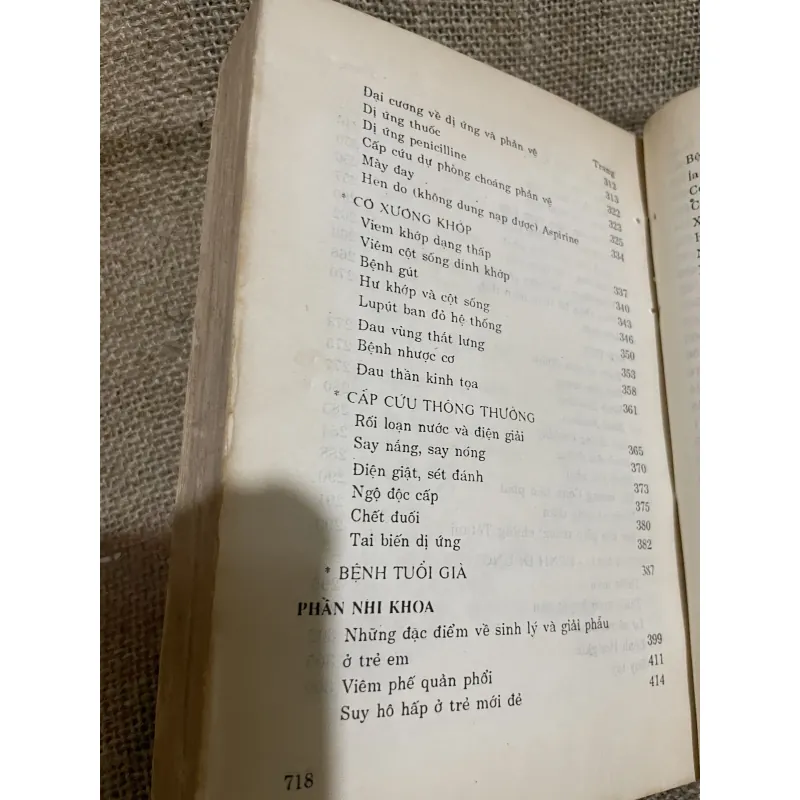 Trang
Đại cương về dị ứng và phản vệ 313
Dị ứng thuốc 313
Dị ứng penicilline 322
Cấp cứu dự phòng choáng phản vệ 323
Mày đay 325
Hen do (không dung nạp được) Aspirine 334
* CƠ XƯƠNG KHỚP
Viem khớp dạng thấp 337
Viêm cột sống dính khớp 340
Bệnh gút 343
Hư khớp và cột sống 346
Lupút ban đỏ hệ thống 350
Đau vùng thắt lưng 353
Bệnh nhược cơ 358
Đau thần kinh tọa 361
* CẤP CỨU THÔNG THƯỜNG
Rối loạn nước và điện giải 365
Say nắng, say nóng 370
Điện giật, sét đánh 373
Ngộ độc cấp 375
Chết đuối 380
Tai biến dị ứng 382
* BỆNH TUỔI GIÀ 387
PHẦN NHI KHOA
Những đặc điểm về sinh lý và giải phẩu
ở trẻ em 399
Viêm phế quản phổi 411
Suy hô hấp ở trẻ mới đẻ 414
718